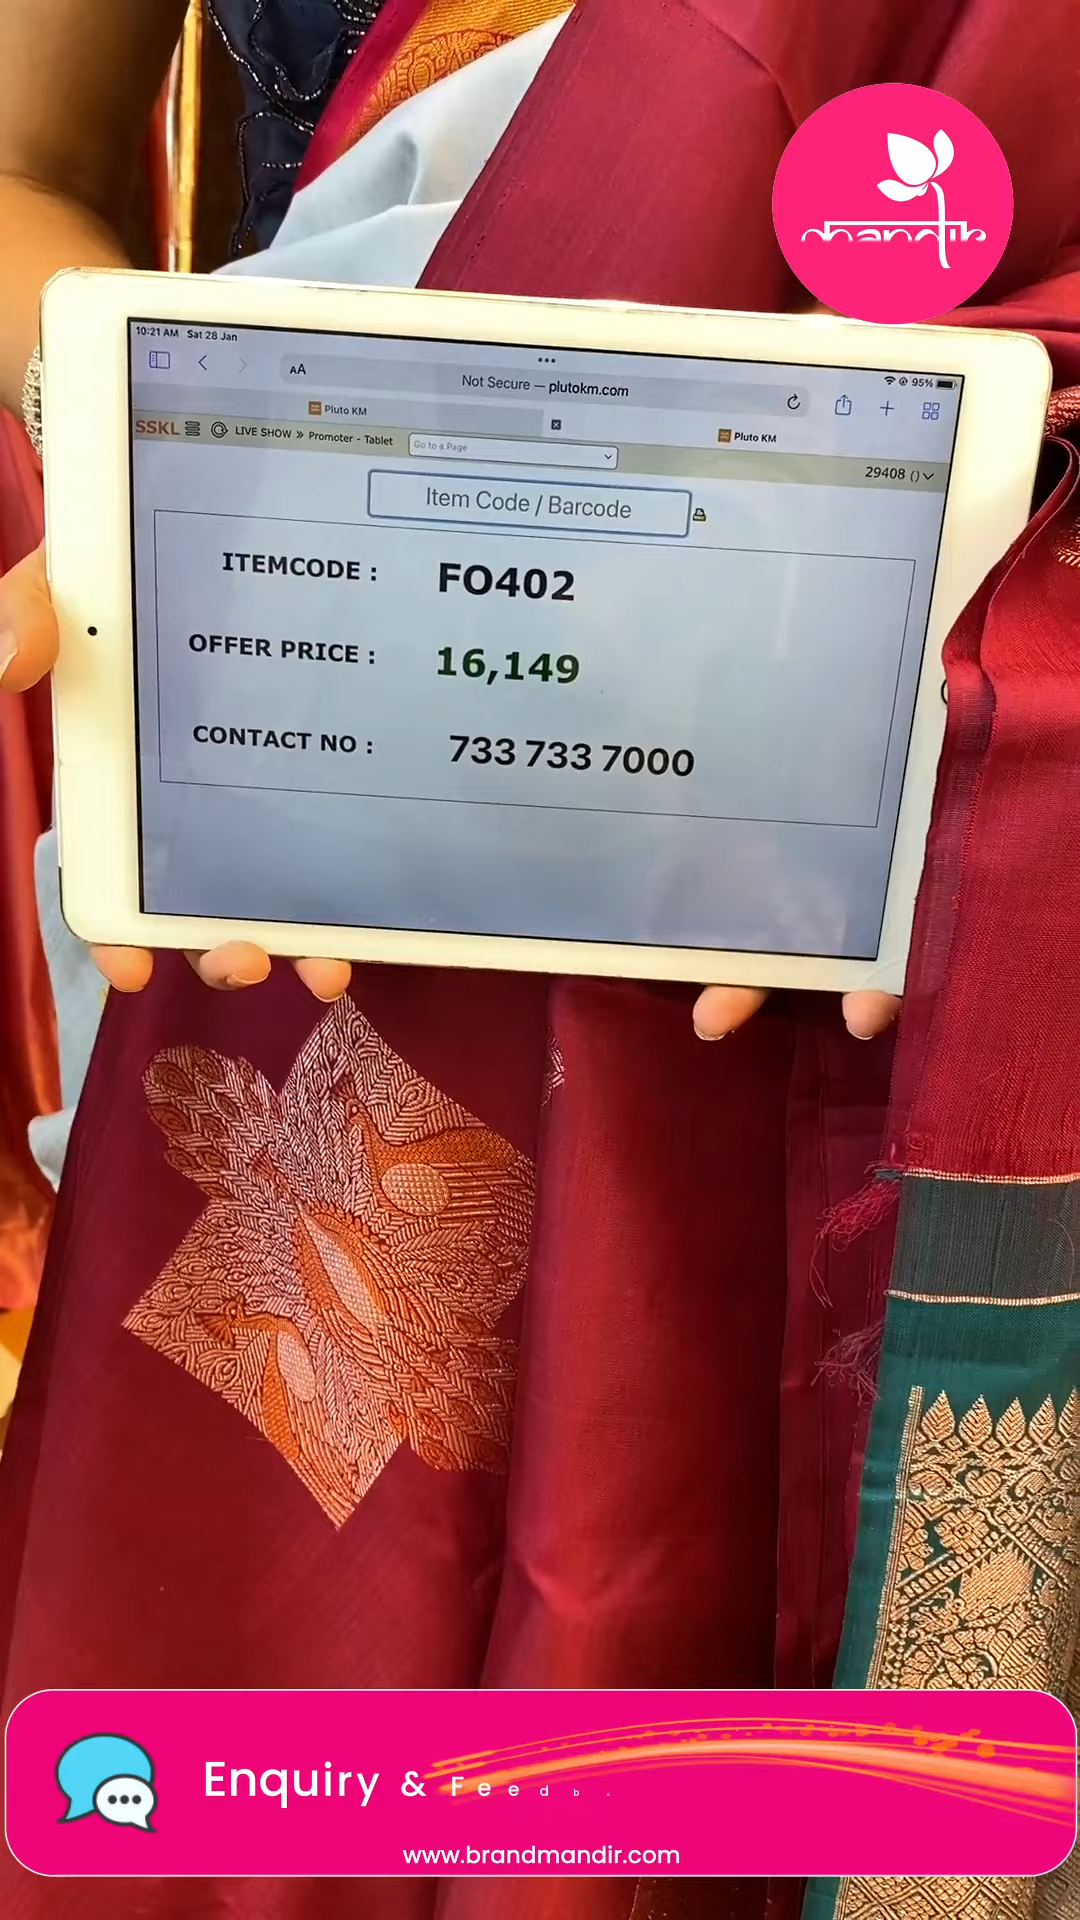 mandir
10:21 AM Sat 28 Jan
95%
AA
Not Secure — plutokm.com
Pluto KM
Pluto KM
SSKL
LIVE SHOW » Promoter - Tablet
Go to a Page
29408 ()
Item Code / Barcode
ITEMCODE : FO402
OFFER PRICE : 16,149
CONTACT NO : 733 733 7000
Enquiry & Feedb
www.brandmandir.com